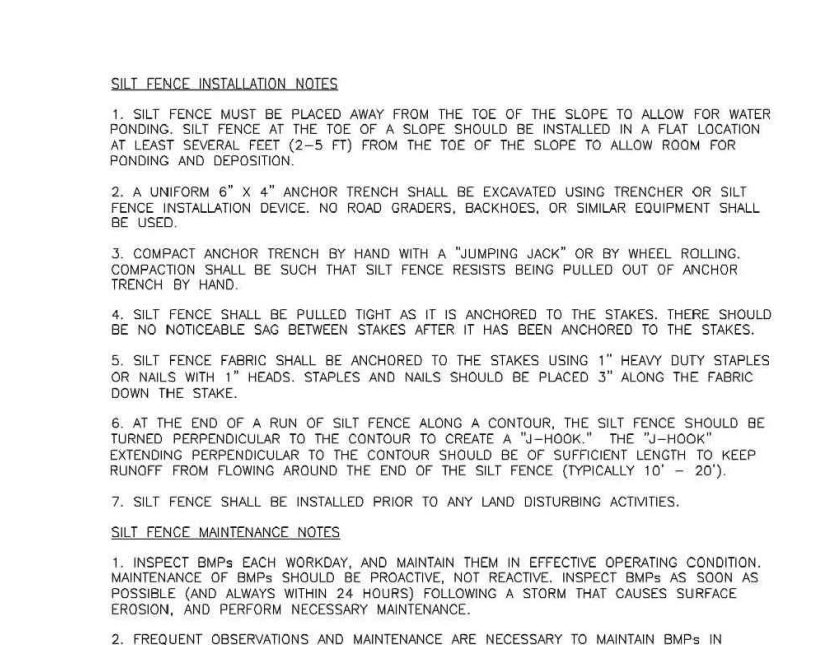 SILT FENCE INSTALLATION NOTES
1. SILT FENCE MUST BE PLACED AWAY FROM THE TOE OF THE SLOPE TO ALLOW FOR WATER
PONDING. SILT FENCE AT THE TOE OF A SLOPE SHOULD BE INSTALLED IN A FLAT LOCATION
AT LEAST SEVERAL FEET (2–5 FT) FROM THE TOE OF THE SLOPE TO ALLOW ROOM FOR
PONDING AND DEPOSITION.
2. A UNIFORM 6" X 4" ANCHOR TRENCH SHALL BE EXCAVATED USING TRENCHER OR SILT
FENCE INSTALLATION DEVICE. NO ROAD GRADERS, BACKHOES, OR SIMILAR EQUIPMENT SHALL
BE USED.
3. COMPACT ANCHOR TRENCH BY HAND WITH A "JUMPING JACK" OR BY WHEEL ROLLING.
COMPACTION SHALL BE SUCH THAT SILT FENCE RESISTS BEING PULLED OUT OF ANCHOR
TRENCH BY HAND.
4. SILT FENCE SHALL BE PULLED TIGHT AS IT IS ANCHORED TO THE STAKES. THERE SHOULD
BE NO NOTICEABLE SAG BETWEEN STAKES AFTER IT HAS BEEN ANCHORED TO THE STAKES.
5. SILT FENCE FABRIC SHALL BE ANCHORED TO THE STAKES USING 1" HEAVY DUTY STAPLES
OR NAILS WITH 1" HEADS. STAPLES AND NAILS SHOULD BE PLACED 3" ALONG THE FABRIC
DOWN THE STAKE.
6. AT THE END OF A RUN OF SILT FENCE ALONG A CONTOUR, THE SILT FENCE SHOULD BE
TURNED PERPENDICULAR TO THE CONTOUR TO CREATE A "J–HOOK." THE "J–HOOK"
EXTENDING PERPENDICULAR TO THE CONTOUR SHOULD BE OF SUFFICIENT LENGTH TO KEEP
RUNOFF FROM FLOWING AROUND THE END OF THE SILT FENCE (TYPICALLY 10' – 20').
7. SILT FENCE SHALL BE INSTALLED PRIOR TO ANY LAND DISTURBING ACTIVITIES.
SILT FENCE MAINTENANCE NOTES
1. INSPECT BMPs EACH WORKDAY, AND MAINTAIN THEM IN EFFECTIVE OPERATING CONDITION.
MAINTENANCE OF BMPs SHOULD BE PROACTIVE, NOT REACTIVE. INSPECT BMPs AS SOON AS
POSSIBLE (AND ALWAYS WITHIN 24 HOURS) FOLLOWING A STORM THAT CAUSES SURFACE
EROSION, AND PERFORM NECESSARY MAINTENANCE.
2. FREQUENT OBSERVATIONS AND MAINTENANCE ARE NECESSARY TO MAINTAIN BMPs IN